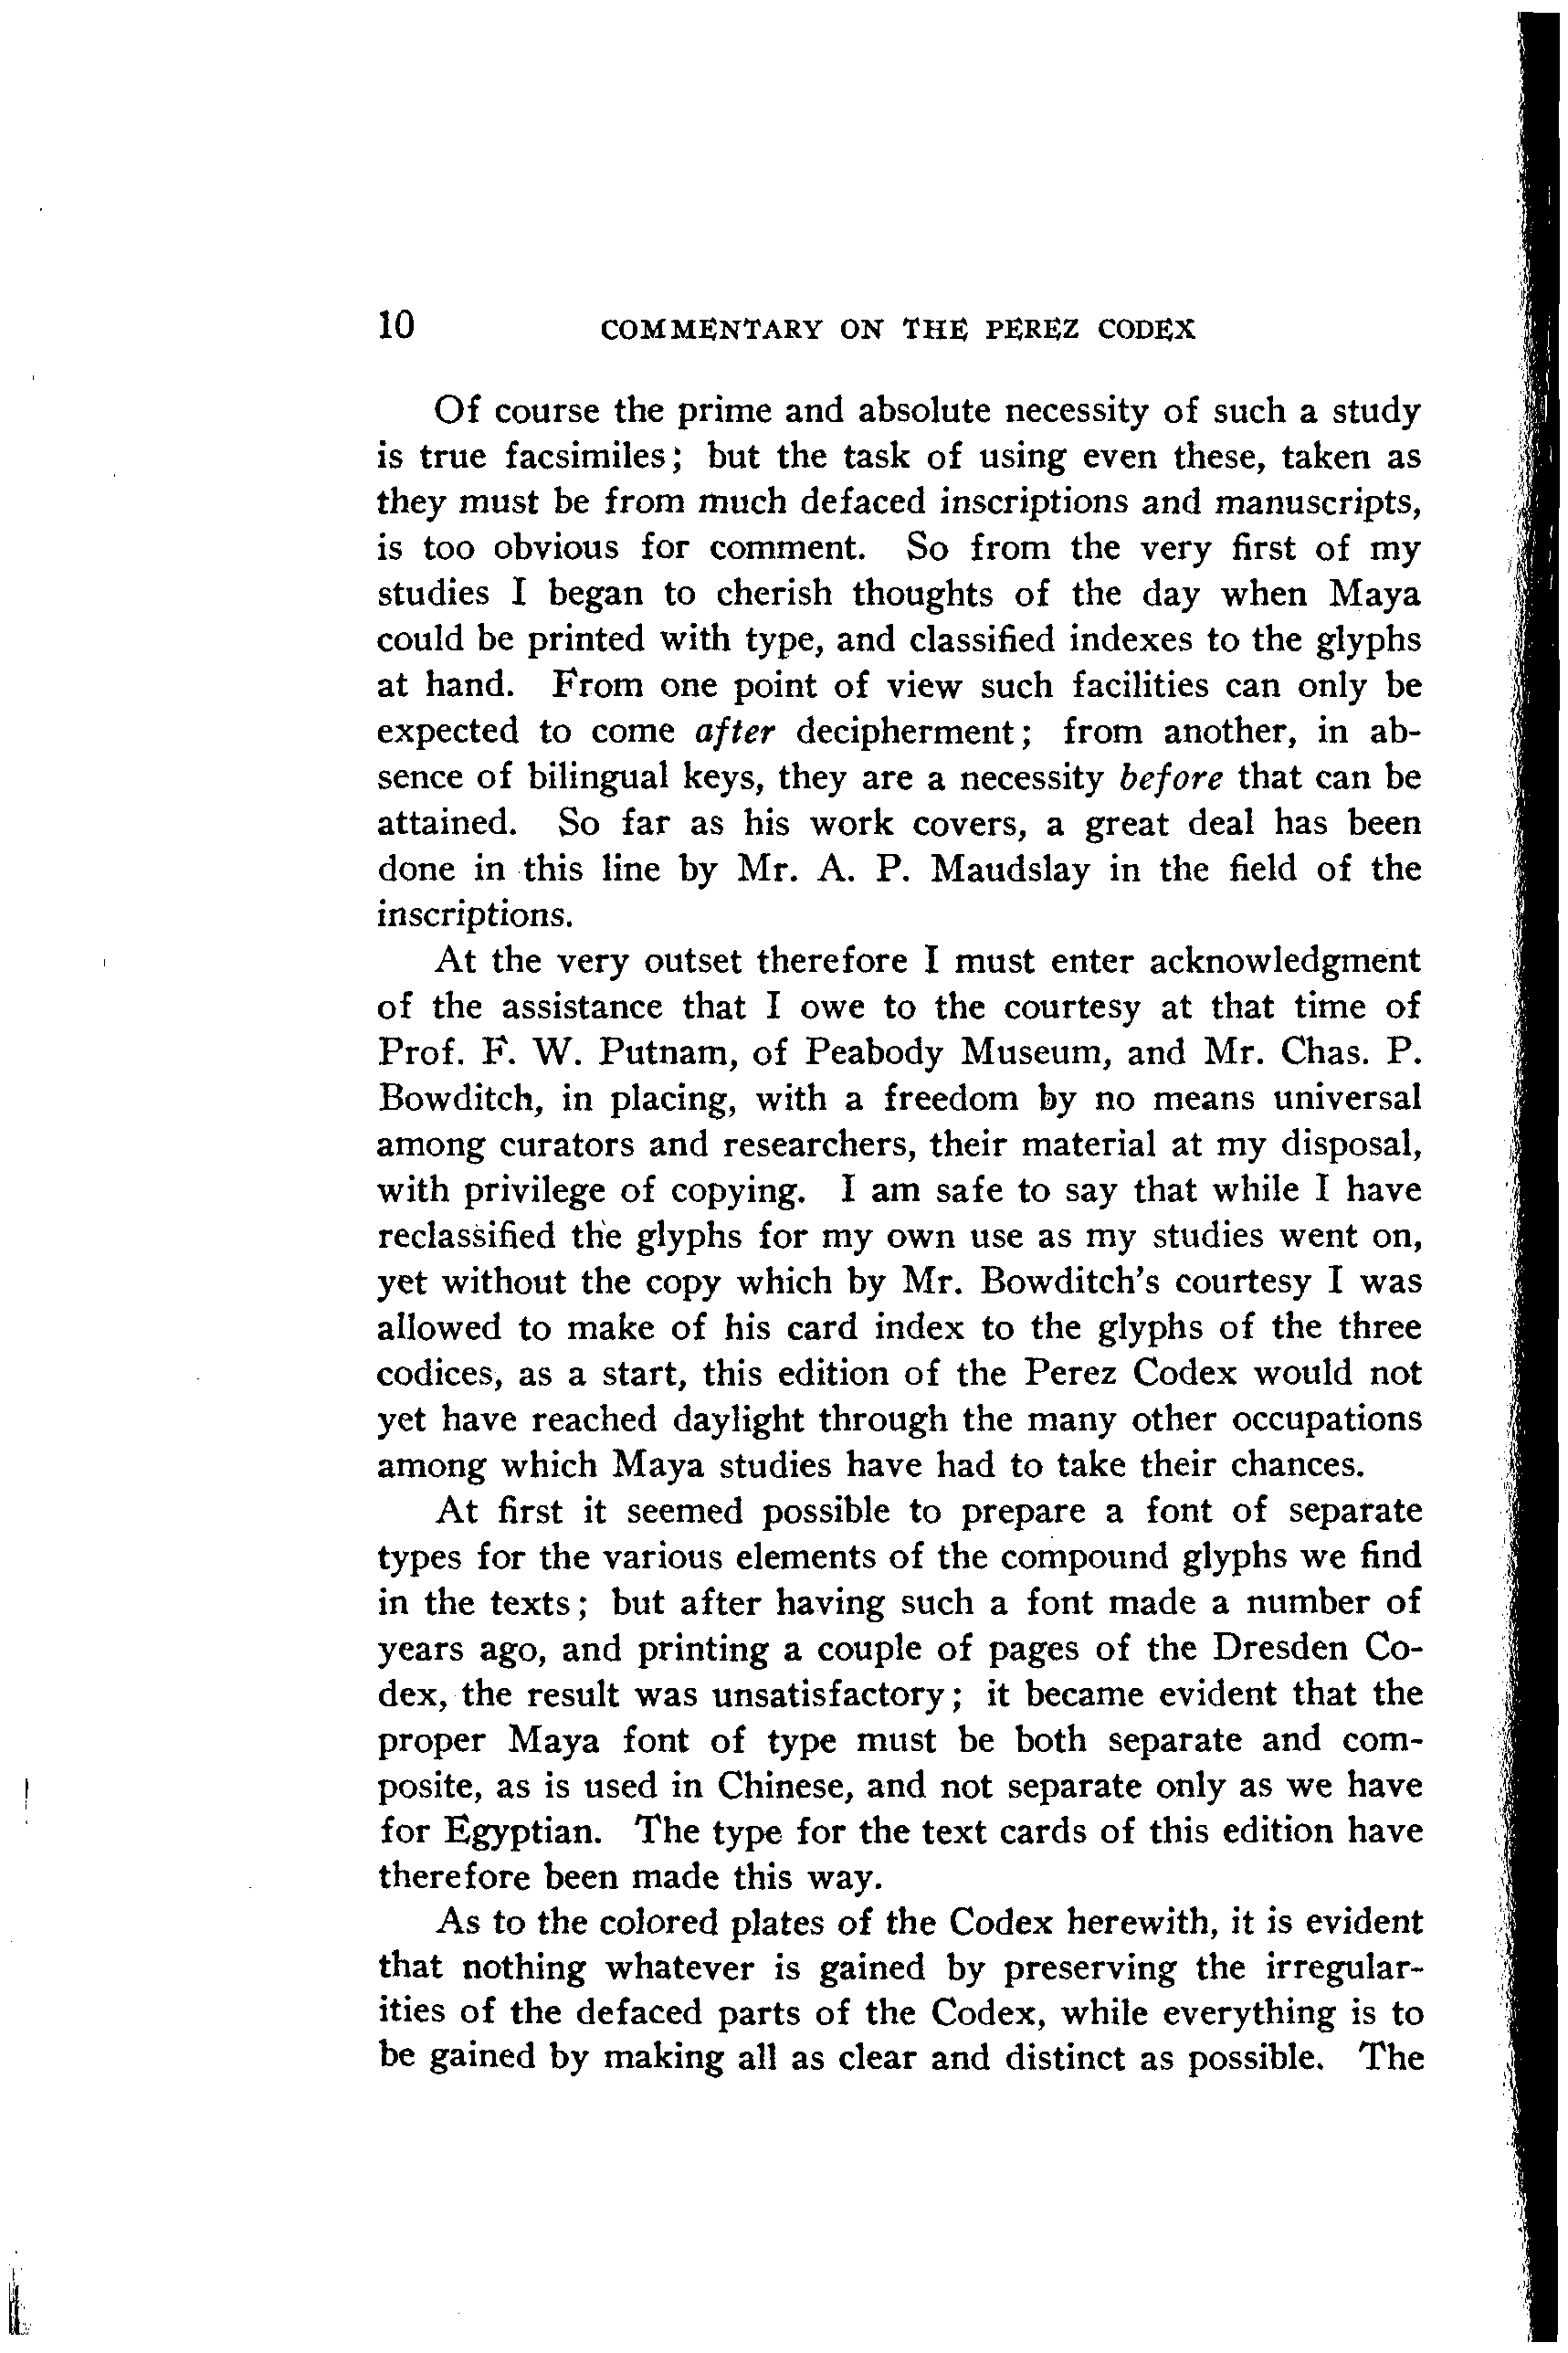 10 COMMENTARY ON THE PEREZ CODEX
Of course the prime and absolute necessity of such a study
is true facsimiles; but the task of using even these, taken as
they must be from much defaced inscriptions and manuscripts,
is too obvious for comment. So from the very first of my
studies I began to cherish thoughts of the day when Maya
could be printed with type, and classified indexes to the glyphs
at hand. From one point of view such facilities can only be
expected to come after decipherment; from another, in ab-
sence of bilingual keys, they are a necessity before that can be
attained. So far as his work covers, a great deal has been
done in this line by Mr. A. P. Maudslay in the field of the
inscriptions.
At the very outset therefore I must enter acknowledgment
of the assistance that I owe to the courtesy at that time of
Prof. F. W. Putnam, of Peabody Museum, and Mr. Chas. P.
Bowditch, in placing, with a freedom by no means universal
among curators and researchers, their material at my disposal,
with privilege of copying. I am safe to say that while I have
reclassified the glyphs for my own use as my studies went on,
yet without the copy which by Mr. Bowditch's courtesy I was
allowed to make of his card index to the glyphs of the three
codices, as a start, this edition of the Perez Codex would not
yet have reached daylight through the many other occupations
among which Maya studies have had to take their chances.
At first it seemed possible to prepare a font of separate
types for the various elements of the compound glyphs we find
in the texts; but after having such a font made a number of
years ago, and printing a couple of pages of the Dresden Co-
dex, the result was unsatisfactory; it became evident that the
proper Maya font of type must be both separate and com-
posite, as is used in Chinese, and not separate only as we have
for Egyptian. The type for the text cards of this edition have
therefore been made this way.
As to the colored plates of the Codex herewith, it is evident
that nothing whatever is gained by preserving the irregular-
ities of the defaced parts of the Codex, while everything is to
be gained by making all as clear and distinct as possible. The